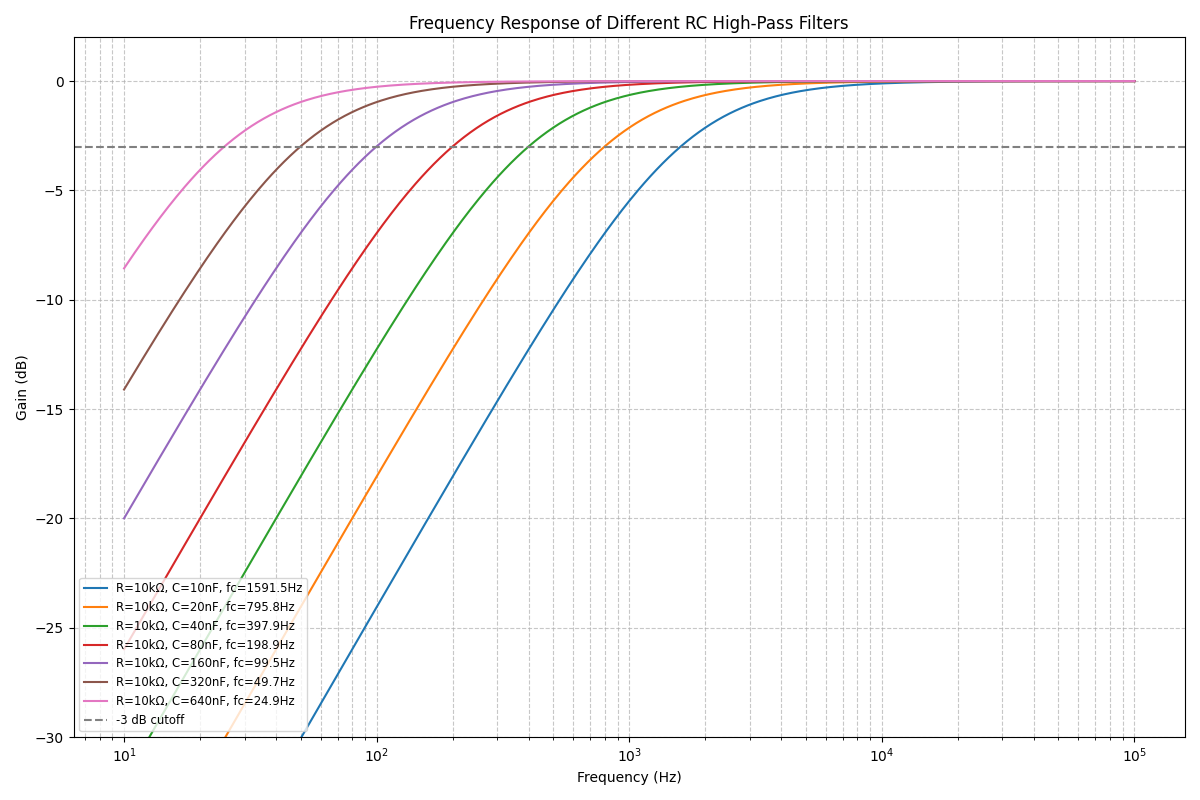 Frequency Response of Different RC High-Pass Filters
Gain (dB)
0
−5
−10
−15
−20
−25
−30
R=10kΩ, C=10nF, fc=1591.5Hz
R=10kΩ, C=20nF, fc=795.8Hz
R=10kΩ, C=40nF, fc=397.9Hz
R=10kΩ, C=80nF, fc=198.9Hz
R=10kΩ, C=160nF, fc=99.5Hz
R=10kΩ, C=320nF, fc=49.7Hz
R=10kΩ, C=640nF, fc=24.9Hz
-3 dB cutoff
10¹ 10² 10³ 10⁴ 10⁵
Frequency (Hz)